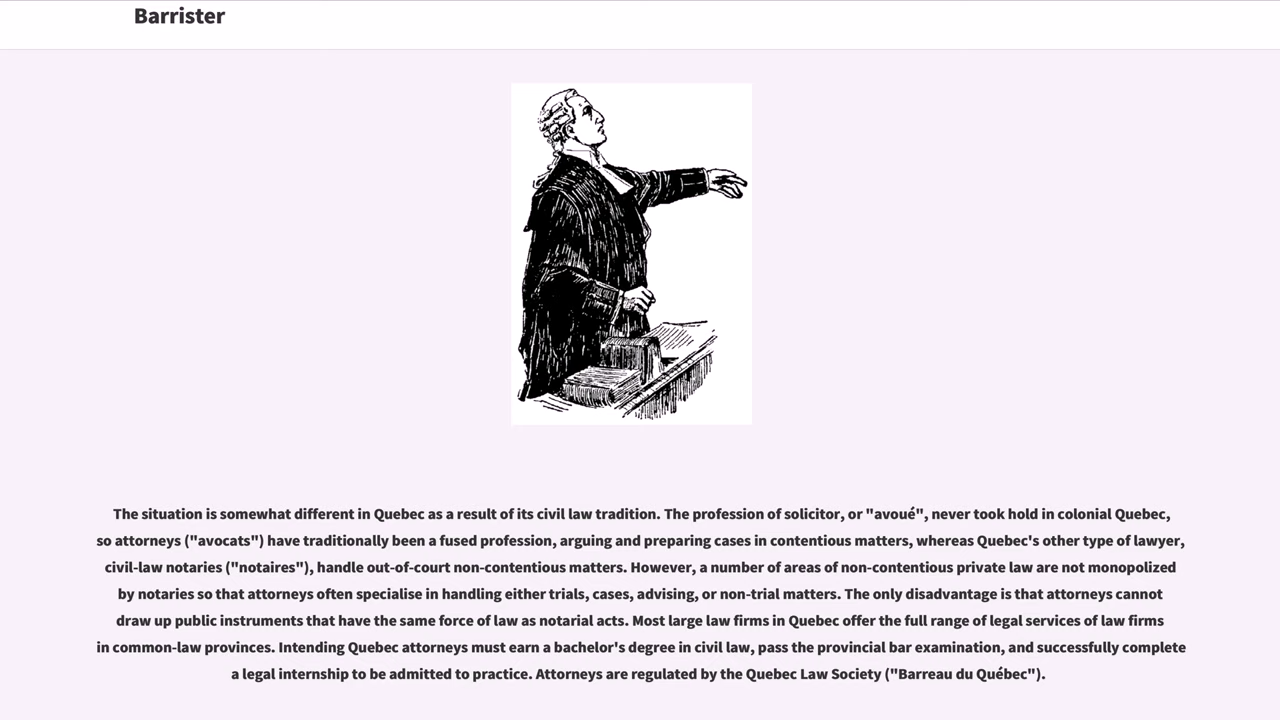 Barrister
The situation is somewhat different in Quebec as a result of its civil law tradition. The profession of solicitor, or "avoué", never took hold in colonial Quebec,
so attorneys ("avocats") have traditionally been a fused profession, arguing and preparing cases in contentious matters, whereas Quebec's other type of lawyer,
civil-law notaries ("notaires"), handle out-of-court non-contentious matters. However, a number of areas of non-contentious private law are not monopolized
by notaries so that attorneys often specialise in handling either trials, cases, advising, or non-trial matters. The only disadvantage is that attorneys cannot
draw up public instruments that have the same force of law as notarial acts. Most large law firms in Quebec offer the full range of legal services of law firms
in common-law provinces. Intending Quebec attorneys must earn a bachelor's degree in civil law, pass the provincial bar examination, and successfully complete
a legal internship to be admitted to practice. Attorneys are regulated by the Quebec Law Society ("Barreau du Québec").